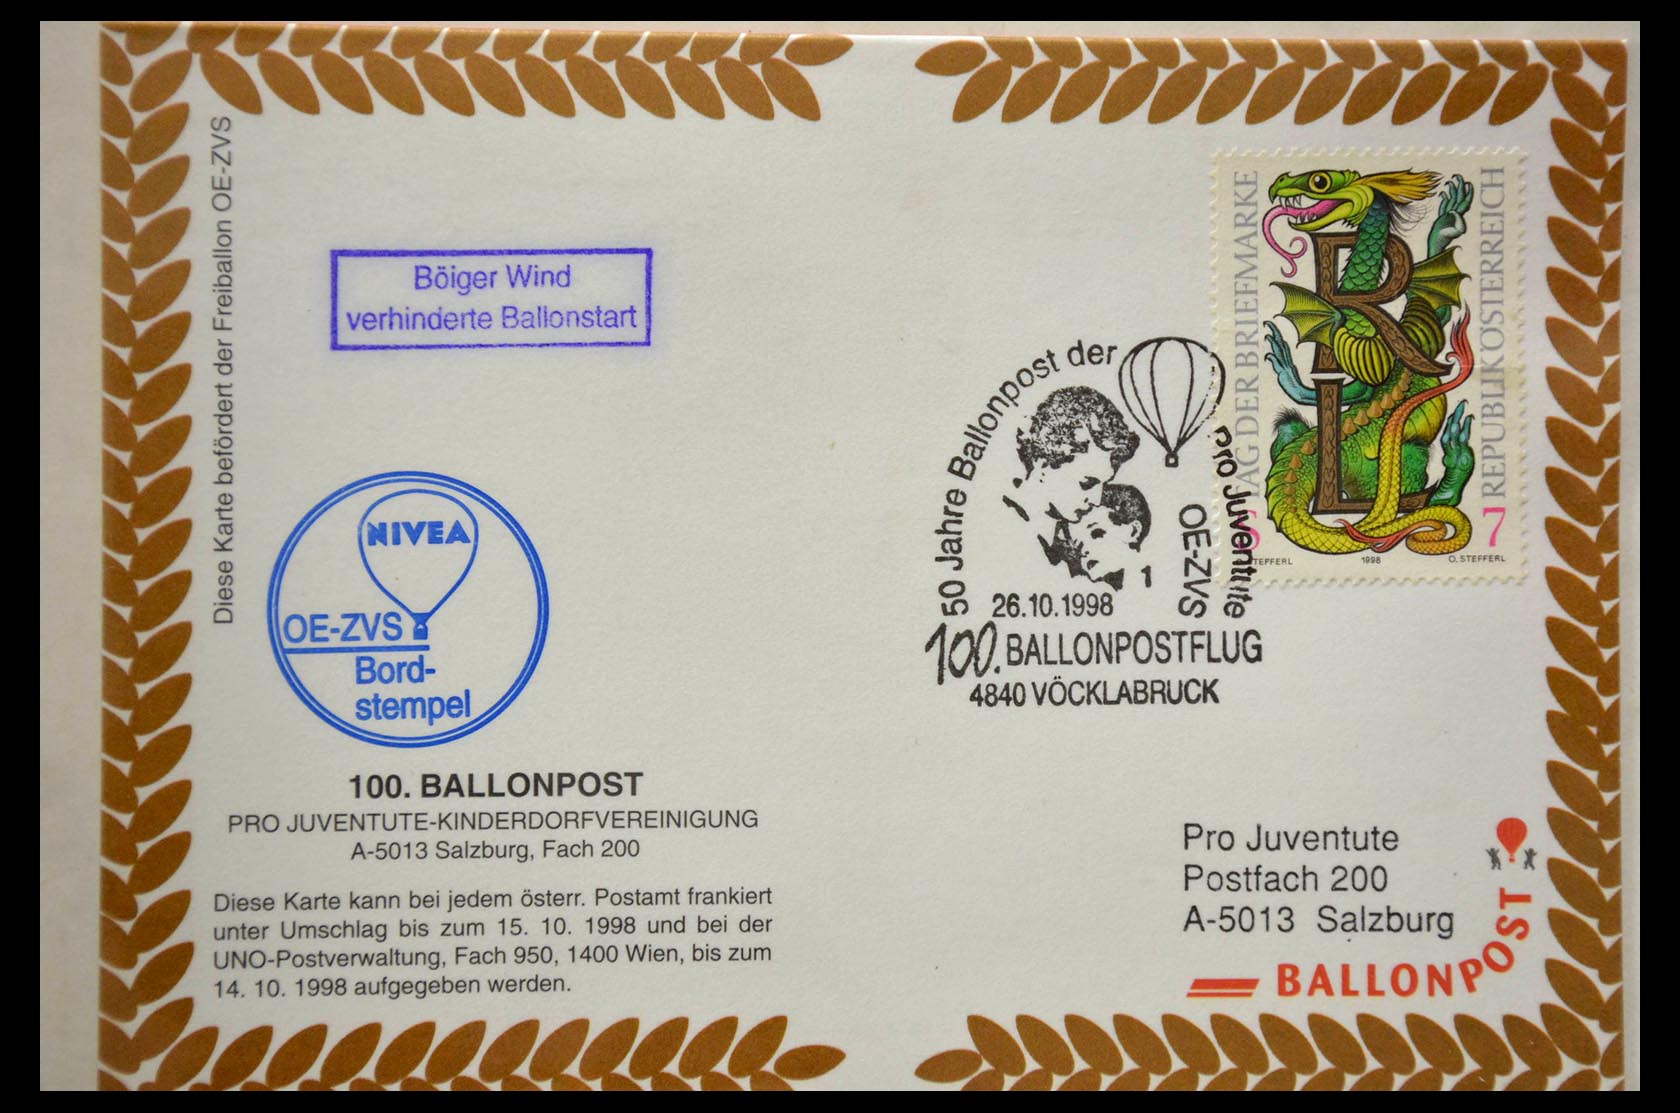 Diese Karte befördert der Freiballon OE-ZVS
Böiger Wind
verhinderte Ballonstart
NIVEA
OE-ZVS
Bord-
stempel
100. BALLONPOST
PRO JUVENTUTE-KINDERDORFVEREINIGUNG
A-5013 Salzburg, Fach 200
Diese Karte kann bei jedem österr. Postamt frankiert
unter Umschlag bis zum 15. 10. 1998 und bei der
UNO-Postverwaltung, Fach 950, 1400 Wien, bis zum
14. 10. 1998 aufgegeben werden.
50 Jahre Ballonpost der Pro Juventute
OE-ZVS
1
26.10.1998
100. BALLONPOSTFLUG
4840 VÖCKLABRUCK
TAG DER BRIEFMARKE
REPUBLIK ÖSTERREICH
R
L
7
1998
O. STEFFERL
Pro Juventute
Postfach 200
A-5013 Salzburg
BALLONPOST